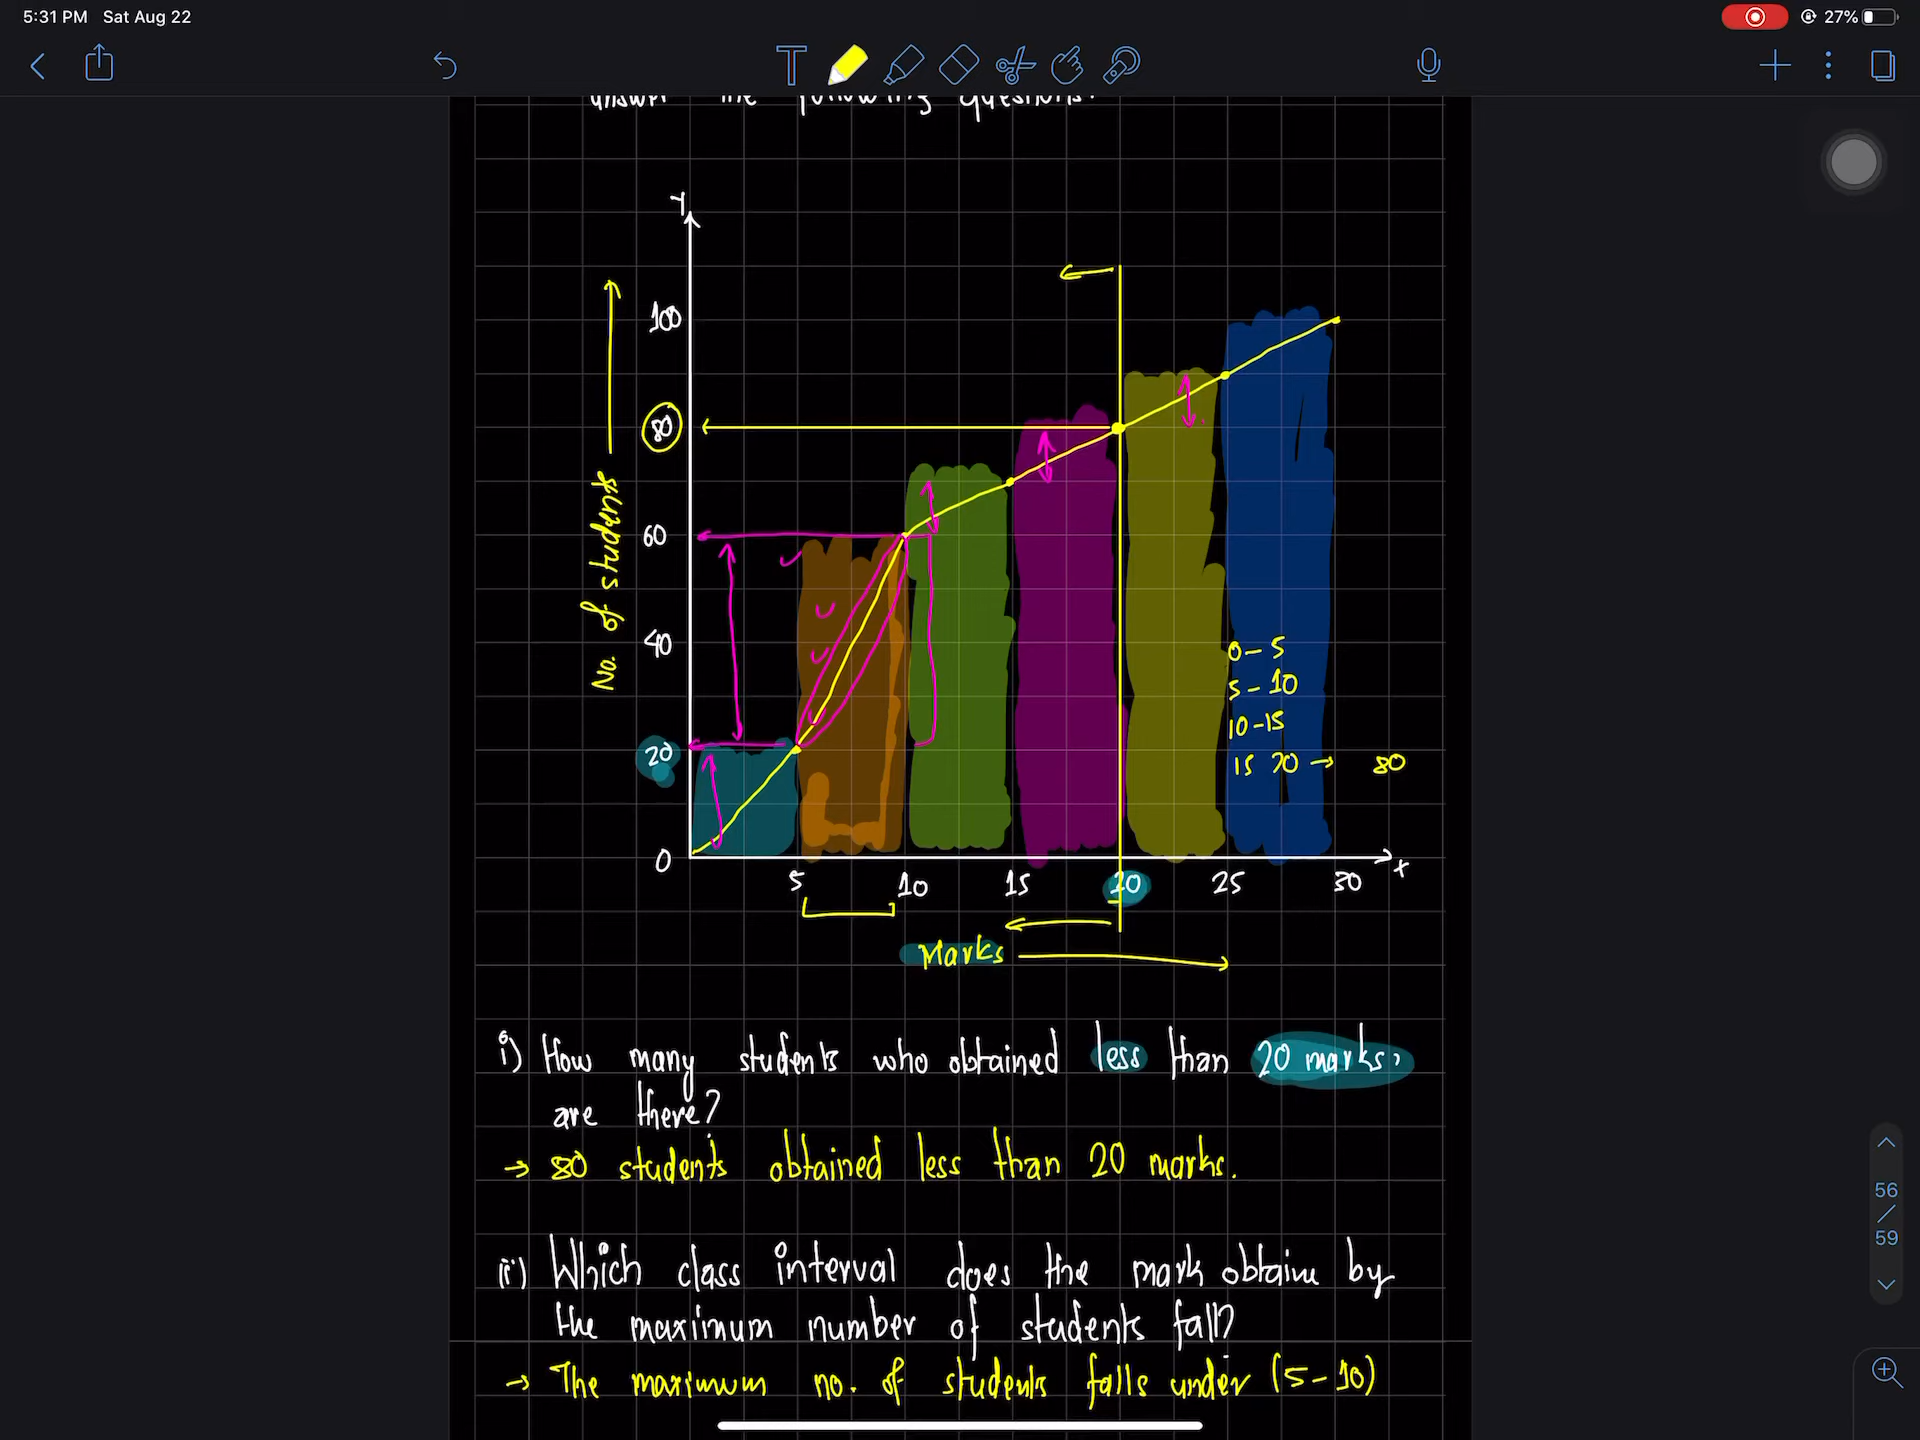 5:31 PM Sat Aug 22
27%
answer the following questions.
Y
100
80
60
40
20
0
No. of students
0-5
5-10
10-15
15 20 → 80
5 10 15 20 25 30 x
Marks
i) How many students who obtained less than 20 marks,
are there?
→ 80 students obtained less than 20 marks.
ii) Which class interval does the mark obtain by
the maximum number of students fall?
→ The maximum no. of students falls under (5-10)
56
/
59